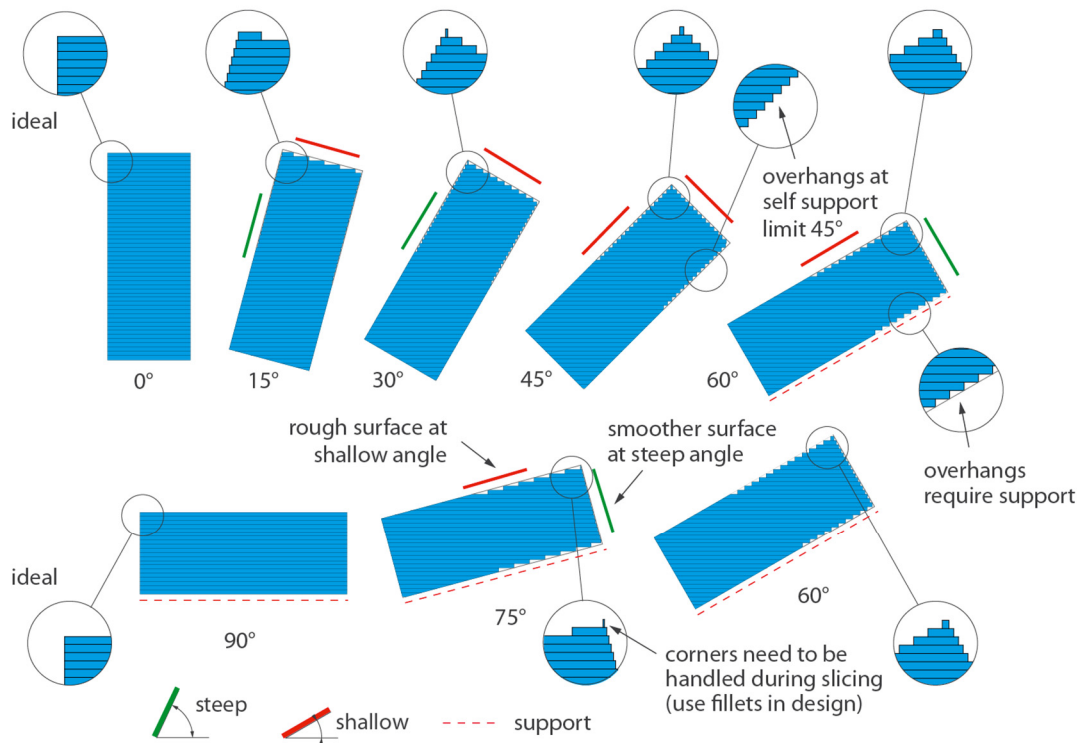 ideal
overhangs at
self support
limit 45°
0°
15°
30°
45°
60°
rough surface at
shallow angle
smoother surface
at steep angle
overhangs
require support
ideal
90°
75°
60°
corners need to be
handled during slicing
(use fillets in design)
steep
shallow
support